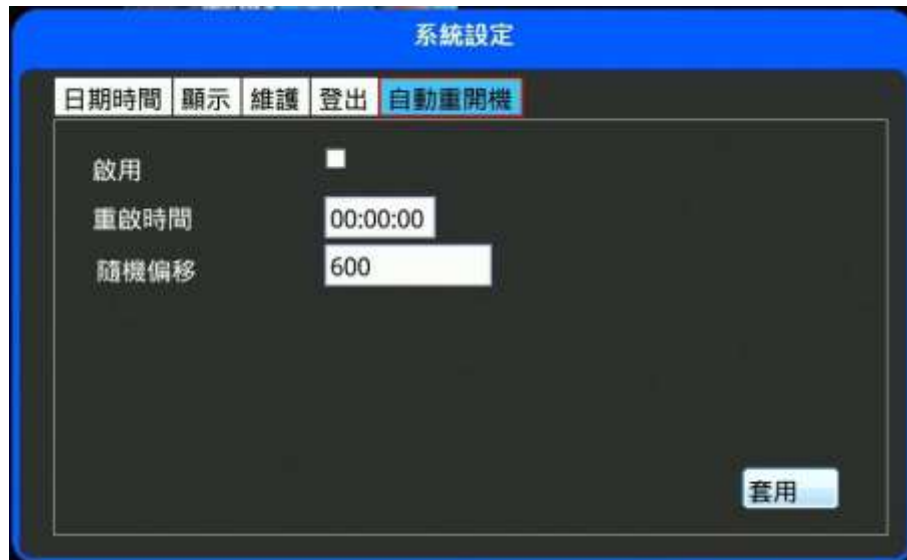 系統設定
日期時間 顯示 維護 登出 自動重開機
啟用
重啟時間 00:00:00
隨機偏移 600
套用